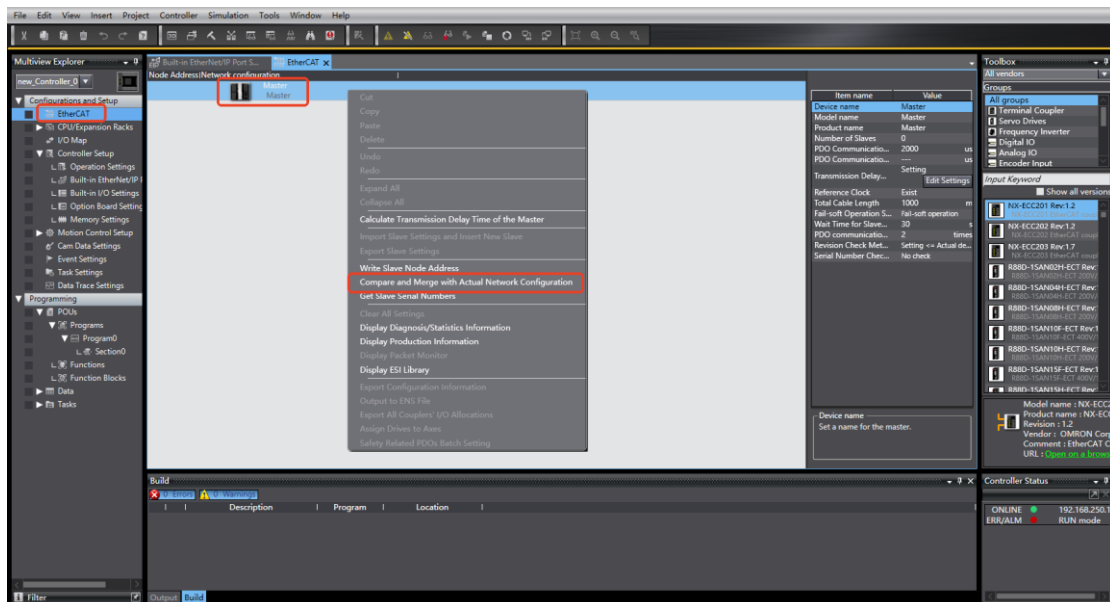 File Edit View Insert Project Controller Simulation Tools Window Help
Multiview Explorer
new_Controller_0
Configurations and Setup
EtherCAT
CPU/Expansion Racks
I/O Map
Controller Setup
Operation Settings
Built-in EtherNet/IP
Built-in I/O Settings
Option Board Setting
Memory Settings
Motion Control Setup
Cam Data Settings
Event Settings
Task Settings
Data Trace Settings
Programming
POUs
Programs
Program0
Section0
Functions
Function Blocks
Data
Tasks
Filter
Built-in EtherNet/IP Port S... EtherCAT
Node Address|Network configuration
Master
Master
Cut
Copy
Paste
Delete
Undo
Redo
Expand All
Collapse All
Calculate Transmission Delay Time of the Master
Import Slave Settings and Insert New Slave
Export Slave Settings
Write Slave Node Address
Compare and Merge with Actual Network Configuration
Get Slave Serial Numbers
Clear All Settings
Display Diagnosis/Statistics Information
Display Production Information
Display Packet Monitor
Display ESI Library
Export Configuration Information
Output to ENS File
Export All Couplers' I/O Allocations
Assign Drives to Axes
Safety Related PDOs Batch Setting
Item name Value
Device name Master
Model name Master
Product name Master
Number of Slaves 0
PDO Communicatio... 2000 us
PDO Communicatio... --- us
Transmission Delay... Setting
Edit Settings
Reference Clock Exist
Total Cable Length 1000 m
Fail-soft Operation S... Fail-soft operation
Wait Time for Slave... 30 s
PDO communicatio... 2 times
Revision Check Met... Setting <= Actual de...
Serial Number Chec... No check
Device name
Set a name for the master.
Toolbox
All vendors
Groups
All groups
Terminal Coupler
Servo Drives
Frequency Inverter
Digital IO
Analog IO
Encoder Input
Input Keyword
Show all versions
NX-ECC201 Rev:1.2
NX-ECC201 EtherCAT coup
NX-ECC202 Rev:1.2
NX-ECC202 EtherCAT coup
NX-ECC203 Rev:1.7
NX-ECC203 EtherCAT coup
R88D-1SAN02H-ECT Rev:
R88D-1SAN02H-ECT 200V/
R88D-1SAN04H-ECT Rev:
R88D-1SAN04H-ECT 200V/
R88D-1SAN08H-ECT Rev:
R88D-1SAN08H-ECT 200V/
R88D-1SAN10F-ECT Rev:1
R88D-1SAN10F-ECT 400V/
R88D-1SAN10H-ECT Rev:
R88D-1SAN10H-ECT 200V/
R88D-1SAN15F-ECT Rev:1
R88D-1SAN15F-ECT 400V/
R88D-1SAN15H-ECT Rev:
Model name : NX-ECC2
Product name : NX-EC
Revision : 1.2
Vendor : OMRON Cor
Comment : EtherCAT C
URL : Open on a brows
Build
0 Errors 0 Warnings
Description Program Location
Output Build
Controller Status
ONLINE 192.168.250.1
ERR/ALM RUN mode